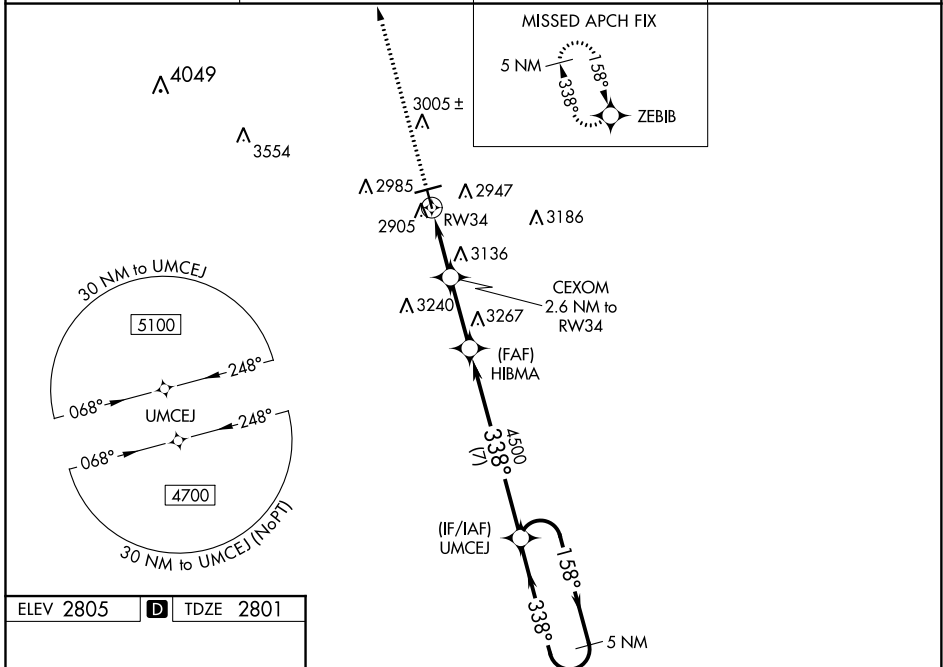 MISSED APCH FIX
5 NM
158°
338°
ZEBIB
4049
3554
3005 ±
2985
2947
2905
RW34
3186
3136
CEXOM
2.6 NM to
RW34
3240
3267
(FAF)
HIBMA
30 NM to UMCEJ
5100
248°
068°
UMCEJ
248°
068°
4700
30 NM to UMCEJ (NoPT)
4500
338°
(7)
(IF/IAF)
UMCEJ
158°
338°
5 NM
ELEV 2805 D TDZE 2801